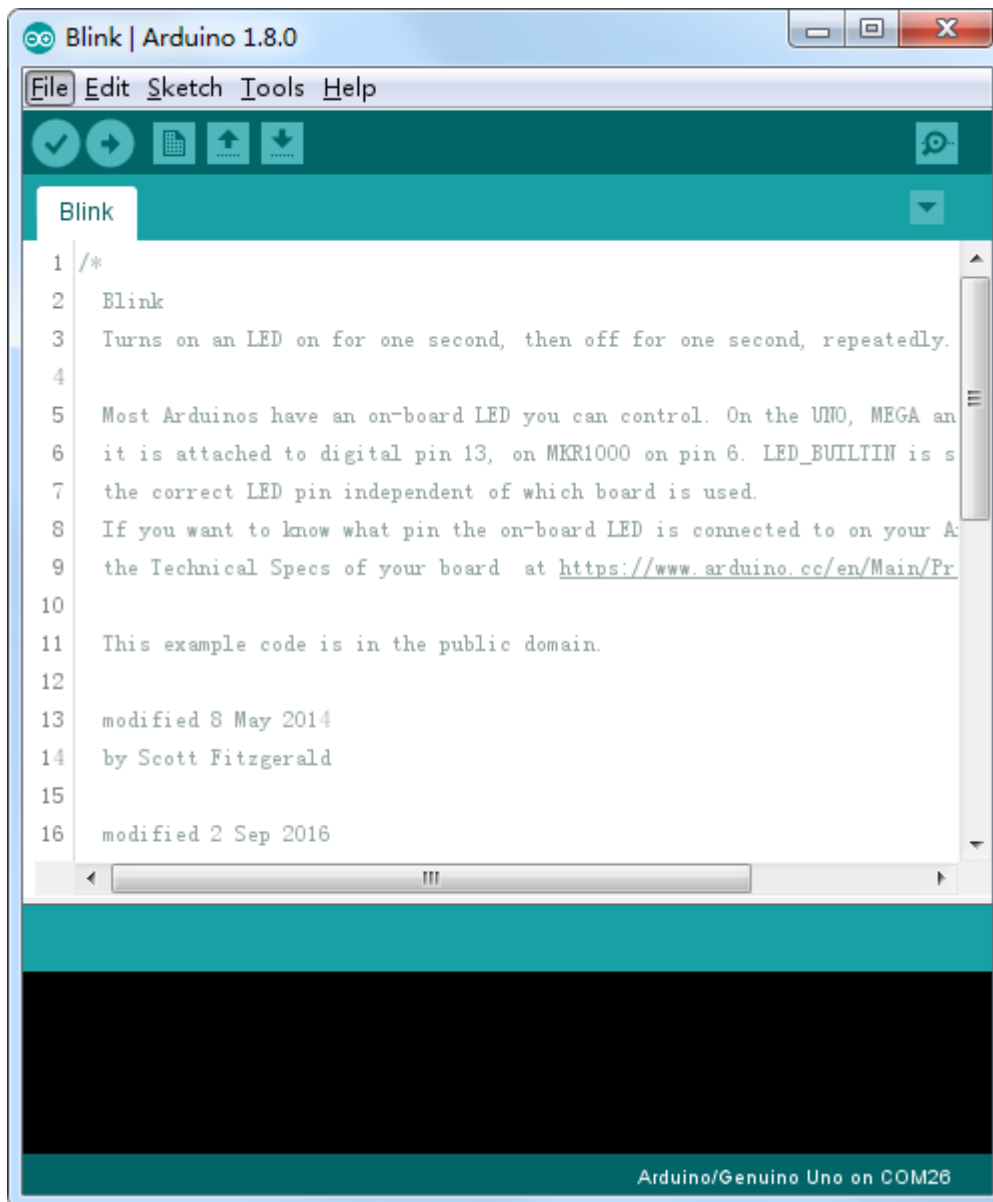 Blink | Arduino 1.8.0
File Edit Sketch Tools Help
Blink
1 /*
2 Blink
3 Turns on an LED on for one second, then off for one second, repeatedly.
4
5 Most Arduinos have an on-board LED you can control. On the UNO, MEGA an
6 it is attached to digital pin 13, on MKR1000 on pin 6. LED_BUILTIN is s
7 the correct LED pin independent of which board is used.
8 If you want to know what pin the on-board LED is connected to on your A
9 the Technical Specs of your board at https://www.arduino.cc/en/Main/Pr
10
11 This example code is in the public domain.
12
13 modified 8 May 2014
14 by Scott Fitzgerald
15
16 modified 2 Sep 2016
Arduino/Genuino Uno on COM26